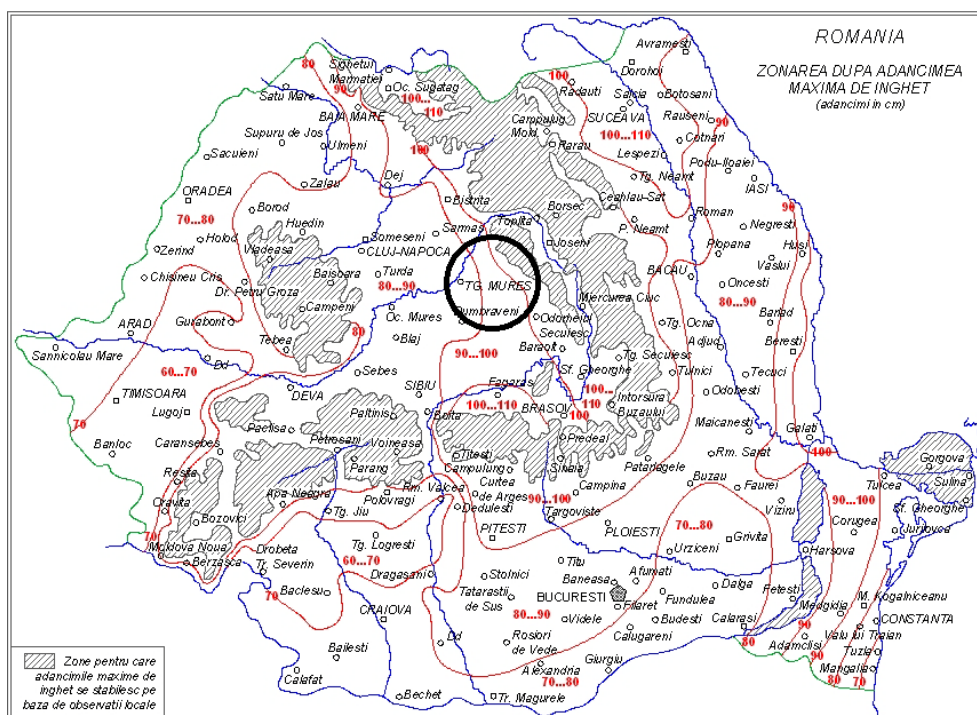 ROMANIA
ZONAREA DUPA ADANCIMEA
MAXIMA DE INGHET
(adancimi in cm)
Avramesti
Dorohoi
80
Sighetul
Marmatiei
90
Oc. Sugatag
100...
110
100
Radauti
Satu Mare
BAIA MARE
Salcia
SUCEAVA
100...110
Botosani
Rauseni
90
Cotnari
Supuru de Jos
Ulmeni
Campulug
Mold.
Rarau
Lespezi
Sacuieni
100
Podu-Iloaiei
IASI
Zalau
Dej
Tg. Neamt
ORADEA
70...80
Bistrita
Ceahlau-Sat
90
Borod
Borsec
Roman
Huedin
Sarmas
Toplita
P. Neamt
Negresti
Holod
Someseni
Joseni
Plopana
Husi
Zerind
Vladeasa
CLUJ-NAPOCA
Vaslui
Chisineu Cris
Baisoara
Turda
80...90
TG. MURES
BACAU
Oncesti
80...90
Dr. Petru Groza
Campeni
Miercurea Ciuc
Gurabont
Oc. Mures
Dumbraveni
Odorheiul
Secuiesc
Tg. Ocna
Barlad
ARAD
80
Blaj
Adjud
Beresti
Sannicolau Mare
Tebea
90...100
Baraolt
Tg. Secuiesc
60...70
Dd
Sebes
Sf. Gheorghe
Tulnici
Tecuci
TIMISOARA
DEVA
SIBIU
Fagaras
100...
110
Intorsura
Buzaului
Odobesti
Lugoj
Paltinis
Boita
100...110
BRASOV
100
70
Paclisa
Maicanesti
Galati
Banloc
Caransebes
Petrosani
Voineasa
Predeal
Titesti
Rm. Sarat
100
Gorgova
Resita
Parang
Campulung
Sinaia
Patarlagele
Tulcea
Sulina
Apa Neagra
Rm. Valcea
Curtea
de Arges
Campina
Buzau
Faurei
90...100
Oravita
Polovragi
Dedulesti
90...100
Viziru
Corugea
Sf. Gheorghe
Bozovici
Tg. Jiu
Targoviste
PLOIESTI
70...80
Jurilovca
70
Tg. Logresti
PITESTI
Grivita
Moldova Noua
Drobeta
Tr. Severin
Urziceni
Harsova
Berzasca
60...70
Titu
Dragasani
Stolnici
Baneasa
Afumati
Dalga
Fetesti
70
Baclesu
Tatarastii
de Sus
BUCURESTI
Fundulea
M. Kogalniceanu
CRAIOVA
80...90
Filaret
Medgidia
Videle
Budesti
Calarasi
CONSTANTA
Dd
Rosiori
de Vede
Calugareni
90
Valu lui Traian
80
Adamclisi
Tuzla
Bailesti
Giurgiu
90
Mangalia
Alexandria
70...80
80
70
Calafat
Bechet
Tr. Magurele
Zone pentru care
adancimile maxime de
inghet se stabilesc pe
baza de observatii locale